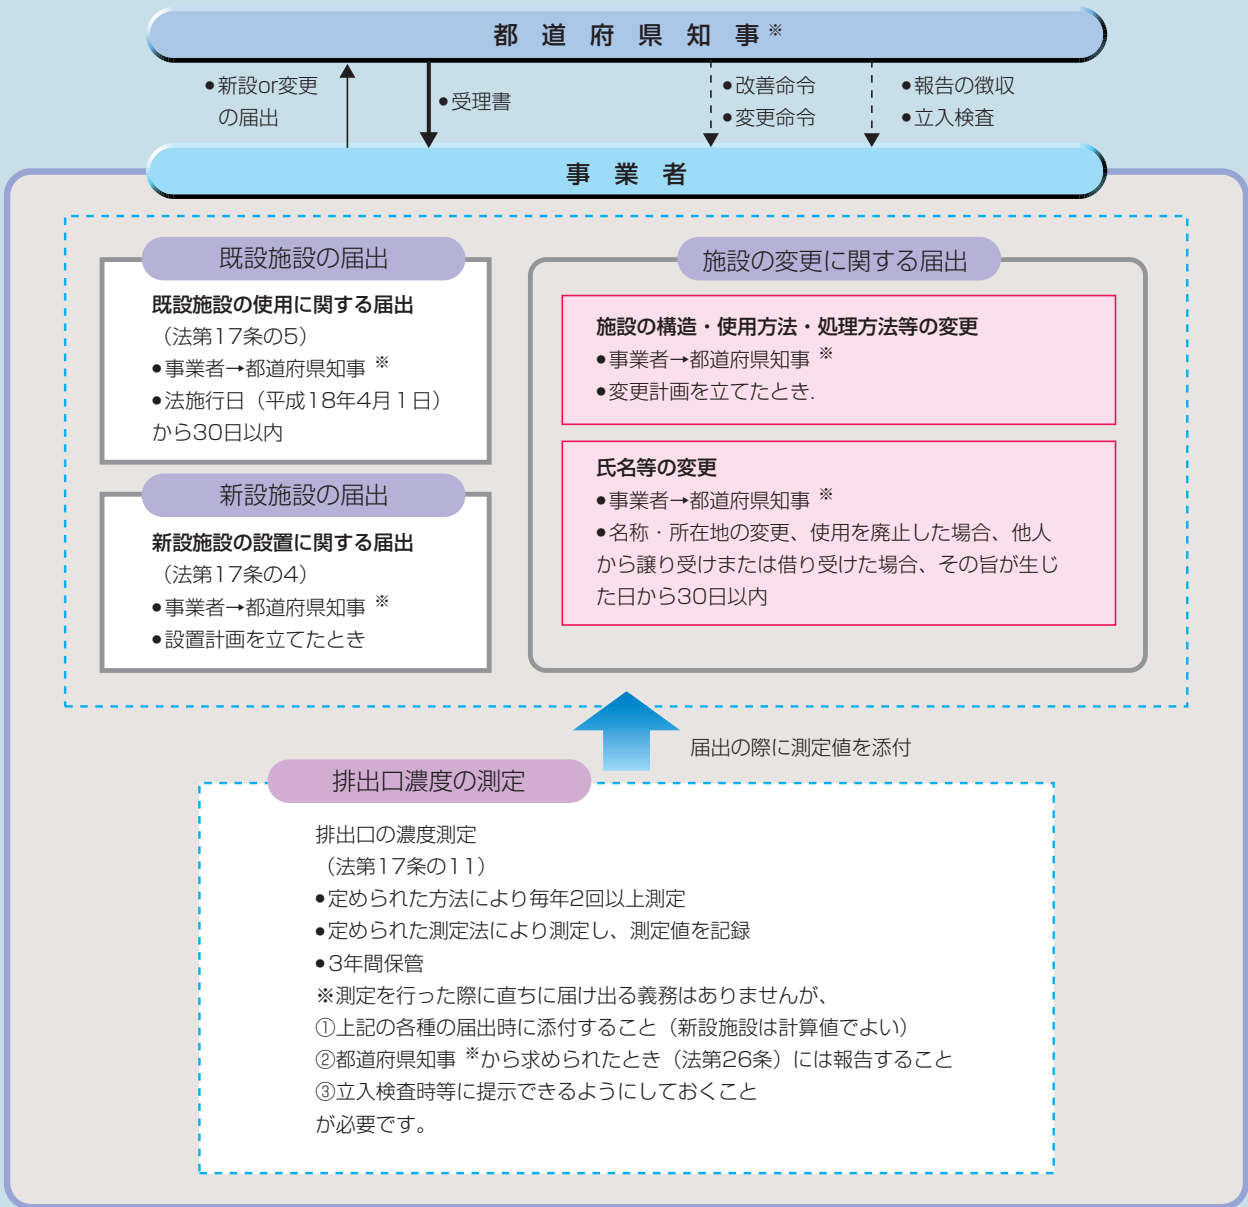 都道府県知事※
●新設or変更
の届出
●受理書
●改善命令
●変更命令
●報告の徴収
●立入検査
事業者
既設施設の届出
既設施設の使用に関する届出
（法第17条の5）
●事業者→都道府県知事 ※
●法施行日（平成18年4月１日）
から30日以内
新設施設の届出
新設施設の設置に関する届出
（法第17条の4）
●事業者→都道府県知事 ※
●設置計画を立てたとき
施設の変更に関する届出
施設の構造・使用方法・処理方法等の変更
●事業者→都道府県知事 ※
●変更計画を立てたとき.
氏名等の変更
●事業者→都道府県知事 ※
●名称・所在地の変更、使用を廃止した場合、他人
から譲り受けまたは借り受けた場合、その旨が生じ
た日から30日以内
届出の際に測定値を添付
排出口濃度の測定
排出口の濃度測定
（法第17条の11）
●定められた方法により毎年2回以上測定
●定められた測定法により測定し、測定値を記録
●3年間保管
※測定を行った際に直ちに届け出る義務はありませんが、
①上記の各種の届出時に添付すること（新設施設は計算値でよい）
②都道府県知事 ※から求められたとき（法第26条）には報告すること
③立入検査時等に提示できるようにしておくこと
が必要です。